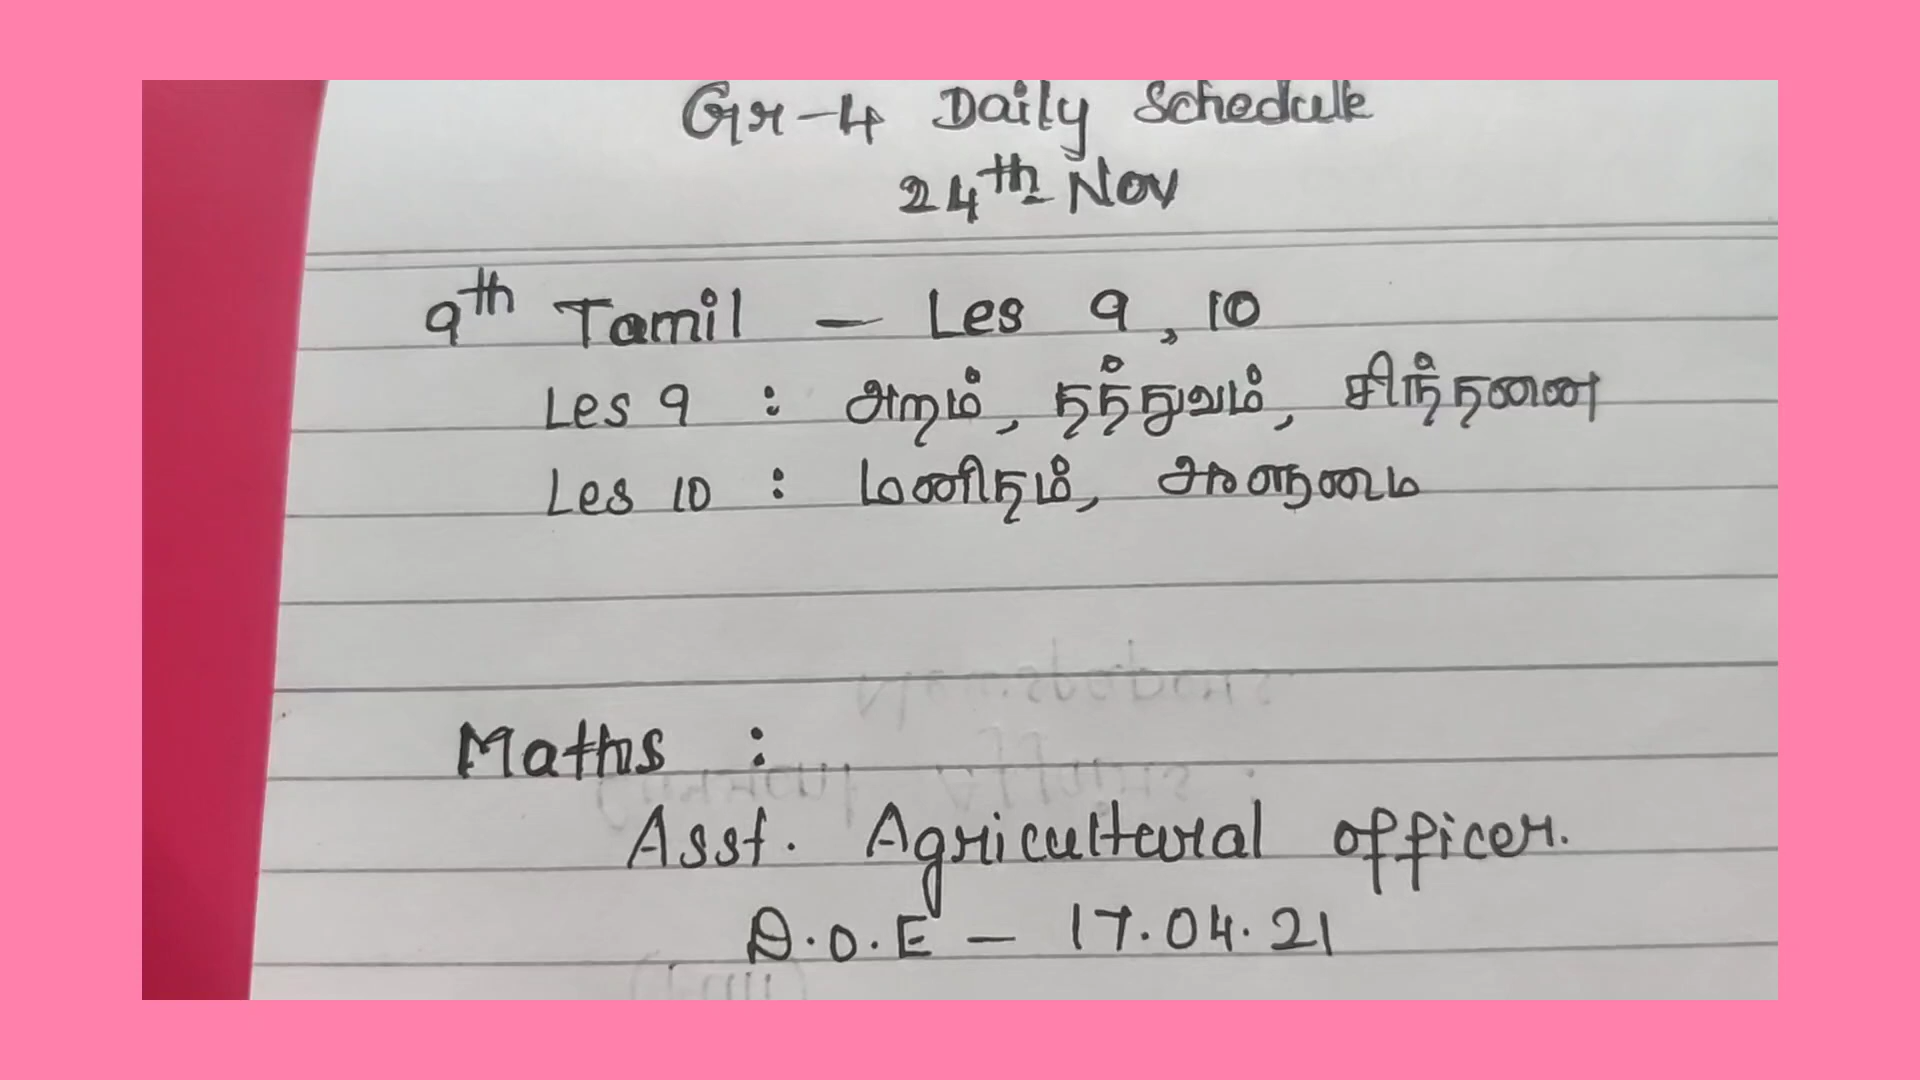 Gr-4 Daily Schedule
24th Nov
9th Tamil – Les 9, 10
Les 9 : அறம், தத்துவம், சிந்தனை
Les 10 : மனிதம், ஆளுமை
Maths :
Asst. Agricultural officer.
D.O.E – 17.04.21